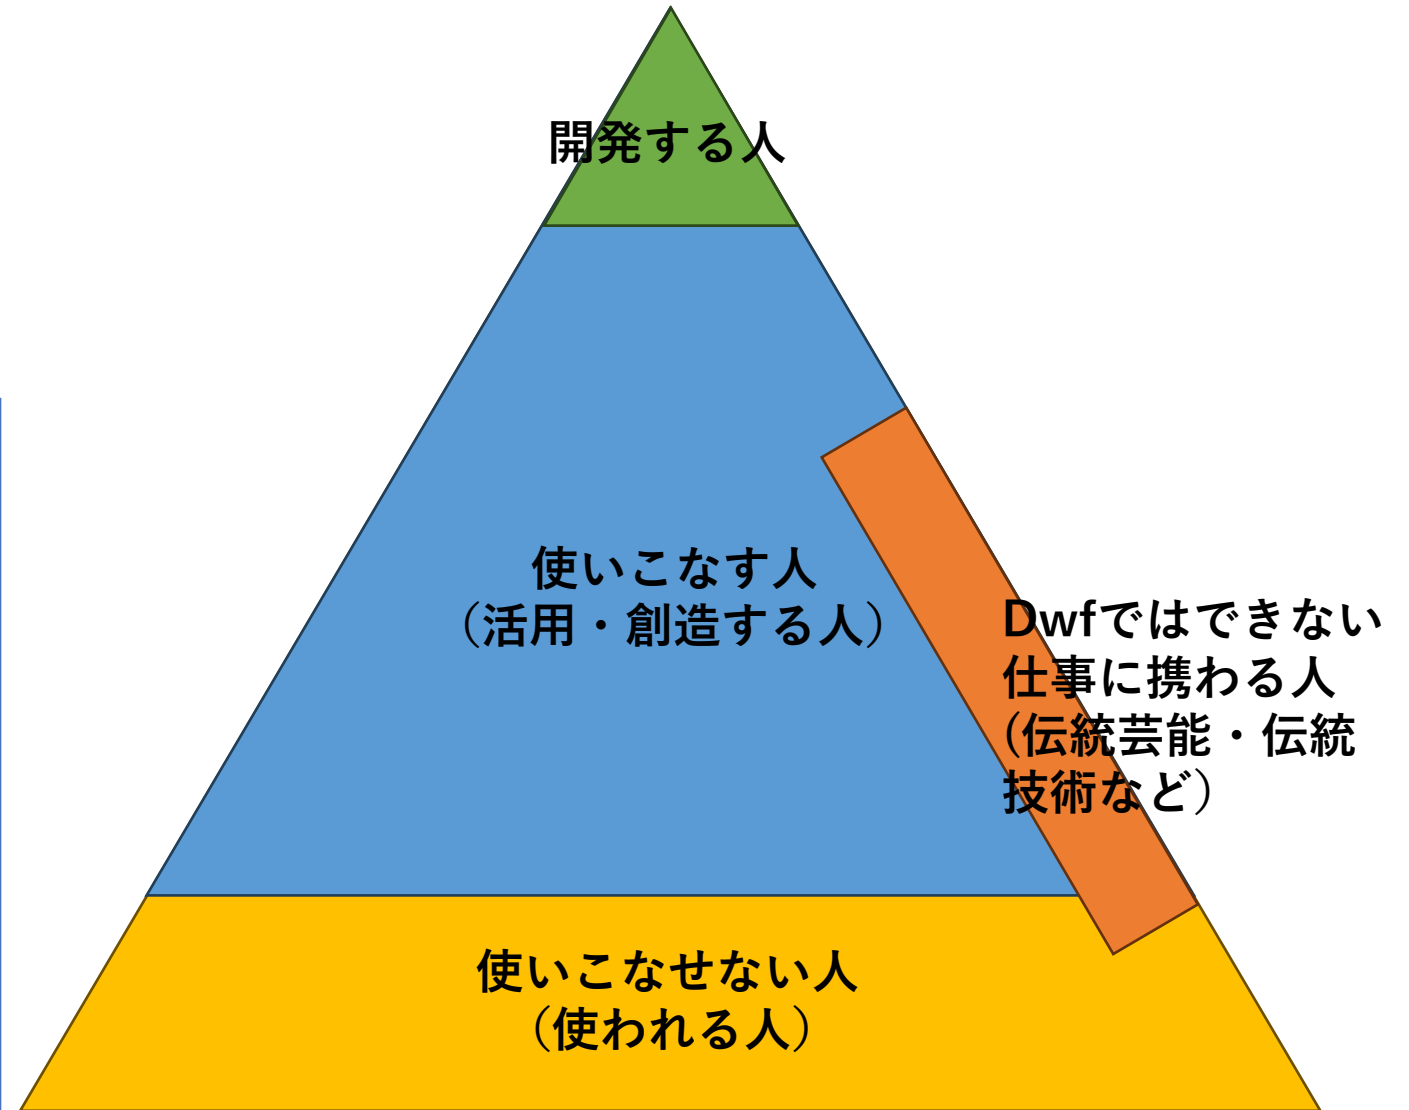 開発する人
使いこなす人
（活用・創造する人）
Dwfではできない
仕事に携わる人
(伝統芸能・伝統
技術など）
使いこなせない人
（使われる人）